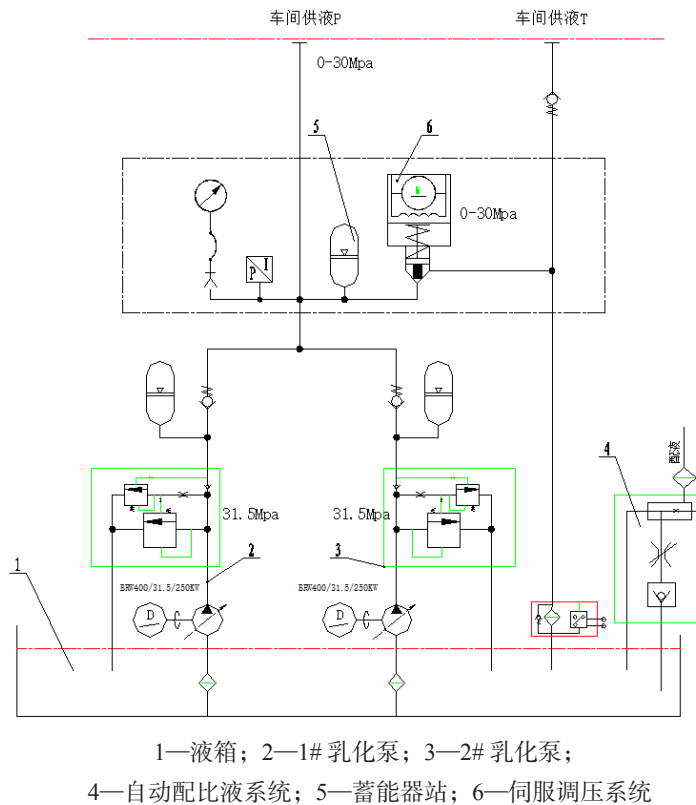 车间供液P 车间供液T
0-30Mpa
5 6
0-30Mpa
P I
配液
4
31.5Mpa 31.5Mpa
2 3
1
BRW400/31.5/250KW BRW400/31.5/250KW
D D
1—液箱；2—1# 乳化泵；3—2# 乳化泵；
4—自动配比液系统；5—蓄能器站；6—伺服调压系统